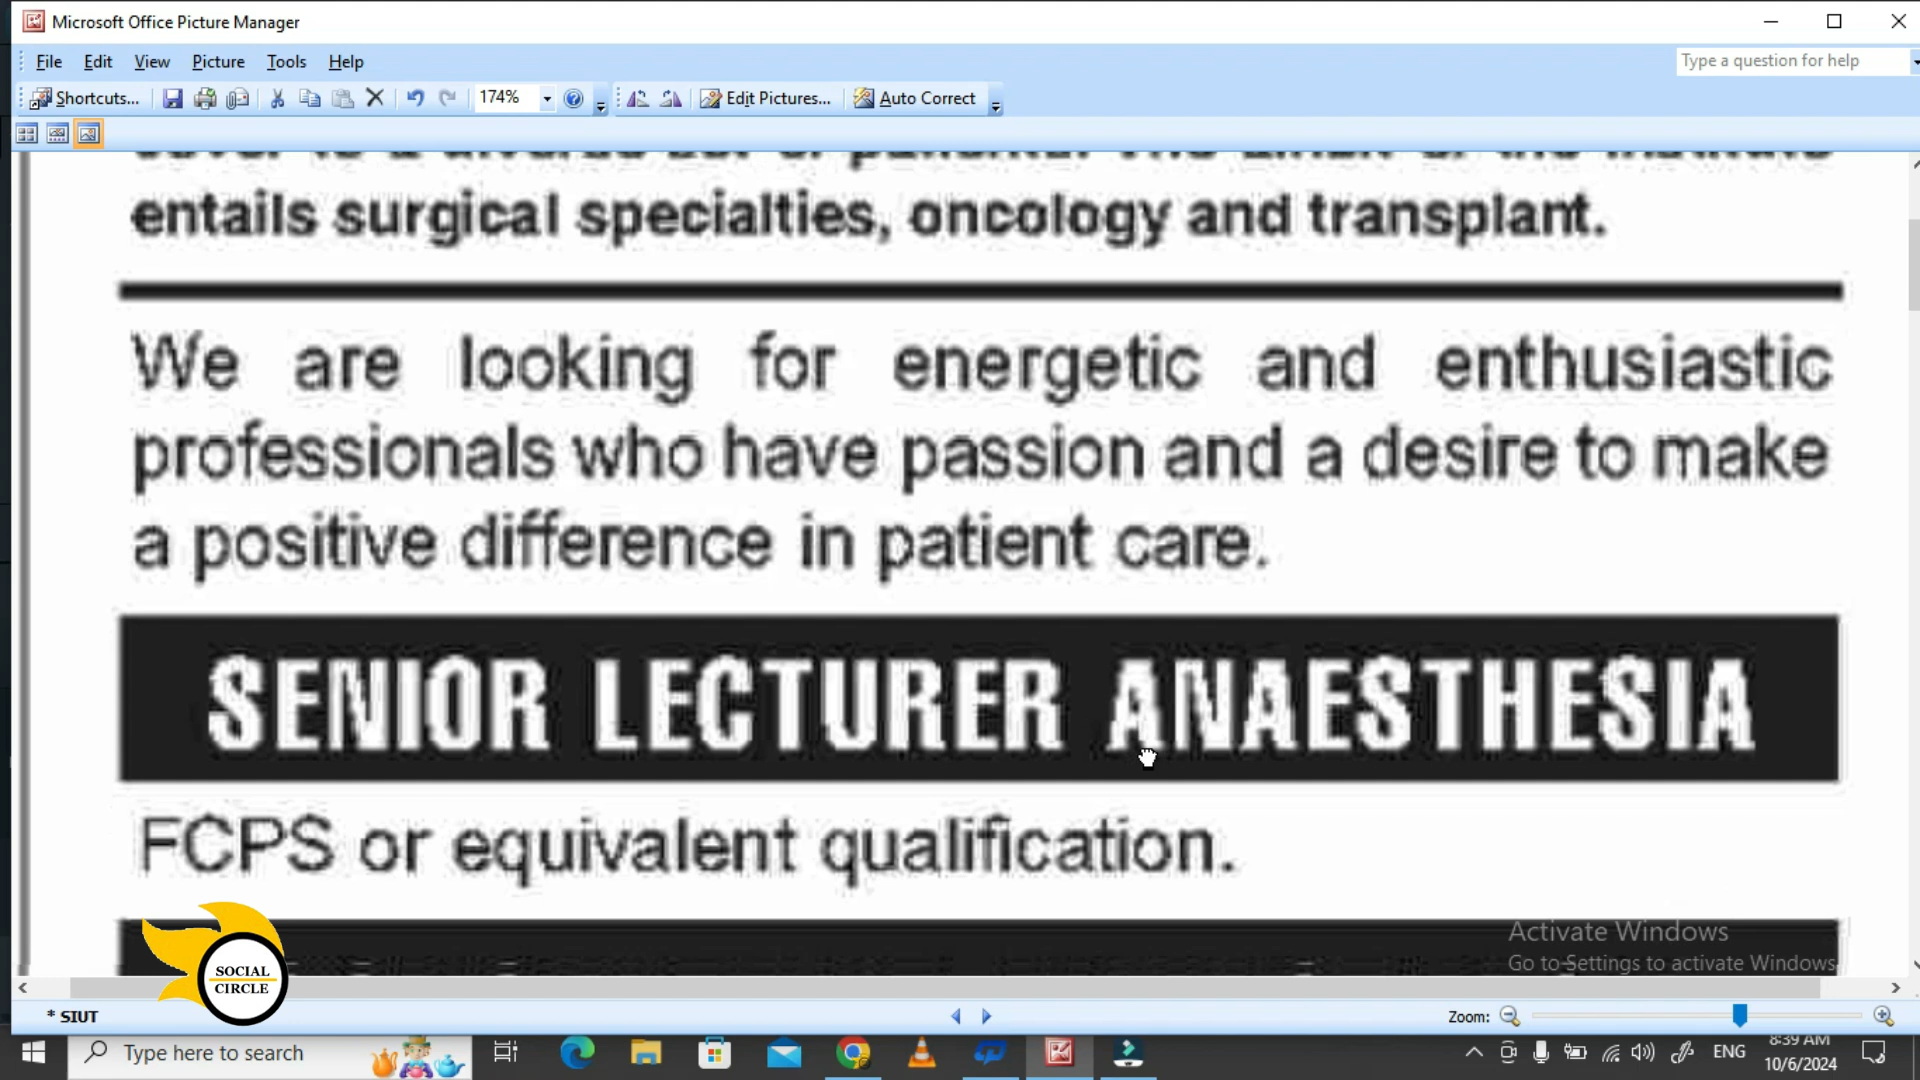 Microsoft Office Picture Manager
File Edit View Picture Tools Help
Type a question for help
Shortcuts... 174% Edit Pictures... Auto Correct
entails surgical specialties, oncology and transplant.
We are looking for energetic and enthusiastic
professionals who have passion and a desire to make
a positive difference in patient care.
SENIOR LECTURER ANAESTHESIA
FCPS or equivalent qualification.
Activate Windows
Go to Settings to activate Windows.
SOCIAL
CIRCLE
* SIUT
Zoom:
Type here to search
ENG
8:39 AM
10/6/2024